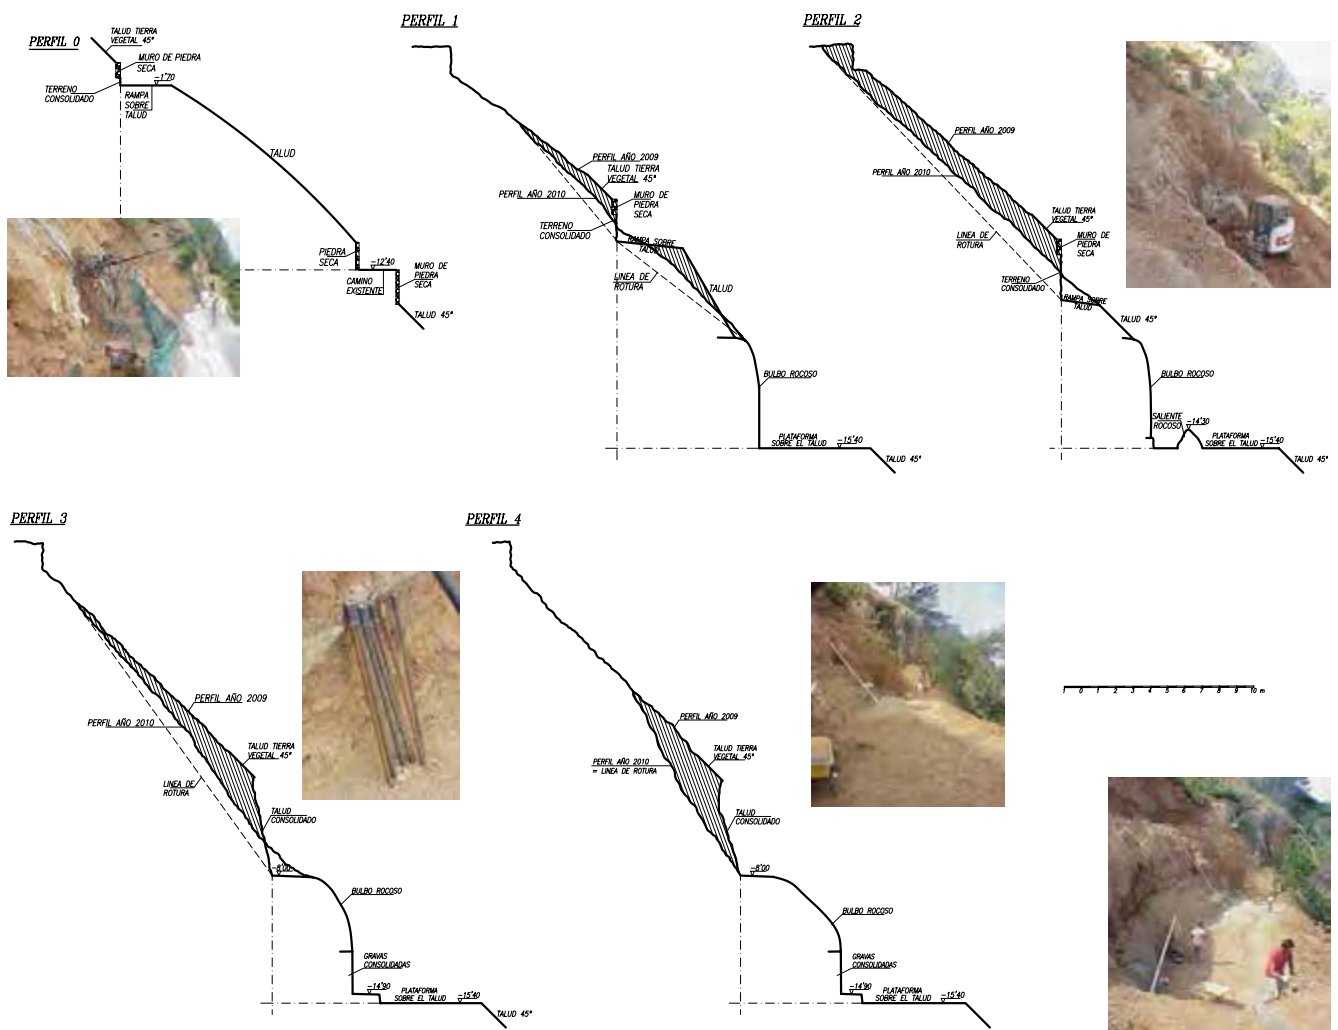 PERFIL 0
TALUD TIERRA
VEGETAL 45°
MURO DE PIEDRA
SECA
-1'70
TERRENO
CONSOLIDADO
RAMPA
SOBRE
TALUD
TALUD
PIEDRA
SECA
-12'40
CAMINO
EXISTENTE
MURO DE
PIEDRA
SECA
TALUD 45°
PERFIL 1
PERFIL AÑO 2009
TALUD TIERRA
VEGETAL 45°
PERFIL AÑO 2010
MURO DE
PIEDRA
SECA
TERRENO
CONSOLIDADO
RAMPA SOBRE
TALUD
LINEA DE
ROTURA
TALUD
BULBO ROCOSO
PLATAFORMA
SOBRE EL TALUD
-15'40
TALUD 45°
PERFIL 2
PERFIL AÑO 2009
PERFIL AÑO 2010
TALUD TIERRA
VEGETAL 45°
LINEA DE
ROTURA
MURO DE
PIEDRA
SECA
TERRENO
CONSOLIDADO
RAMPA SOBRE
TALUD
TALUD 45°
BULBO ROCOSO
SALIENTE
ROCOSO
-14'30
PLATAFORMA
SOBRE EL TALUD
-15'40
TALUD 45°
PERFIL 3
PERFIL AÑO 2009
PERFIL AÑO 2010
TALUD TIERRA
VEGETAL 45°
LINEA DE
ROTURA
TALUD
CONSOLIDADO
-8'00
BULBO ROCOSO
GRAVAS
CONSOLIDADAS
-14'90
PLATAFORMA
SOBRE EL TALUD
-15'40
TALUD 45°
PERFIL 4
PERFIL AÑO 2009
TALUD TIERRA
VEGETAL 45°
PERFIL AÑO 2010
= LINEA DE ROTURA
TALUD
CONSOLIDADO
-8'00
BULBO ROCOSO
GRAVAS
CONSOLIDADAS
-14'90
PLATAFORMA
SOBRE EL TALUD
-15'40
TALUD 45°
1 0 1 2 3 4 5 6 7 8 9 10 m